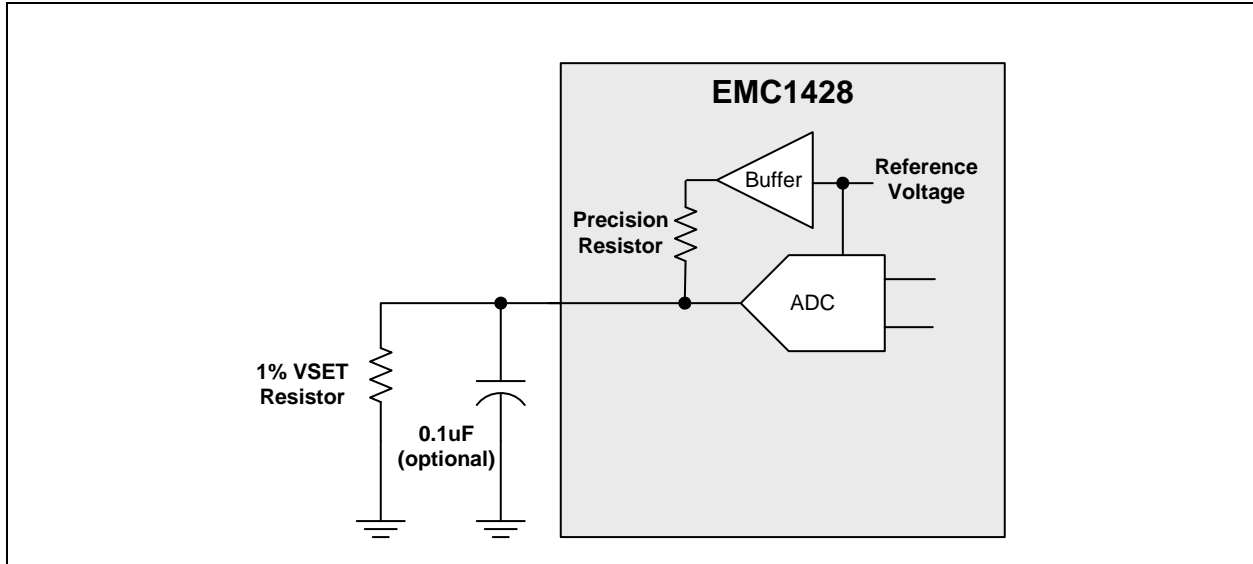 EMC1428
Buffer
Reference
Voltage
Precision
Resistor
ADC
1% VSET
Resistor
0.1uF
(optional)